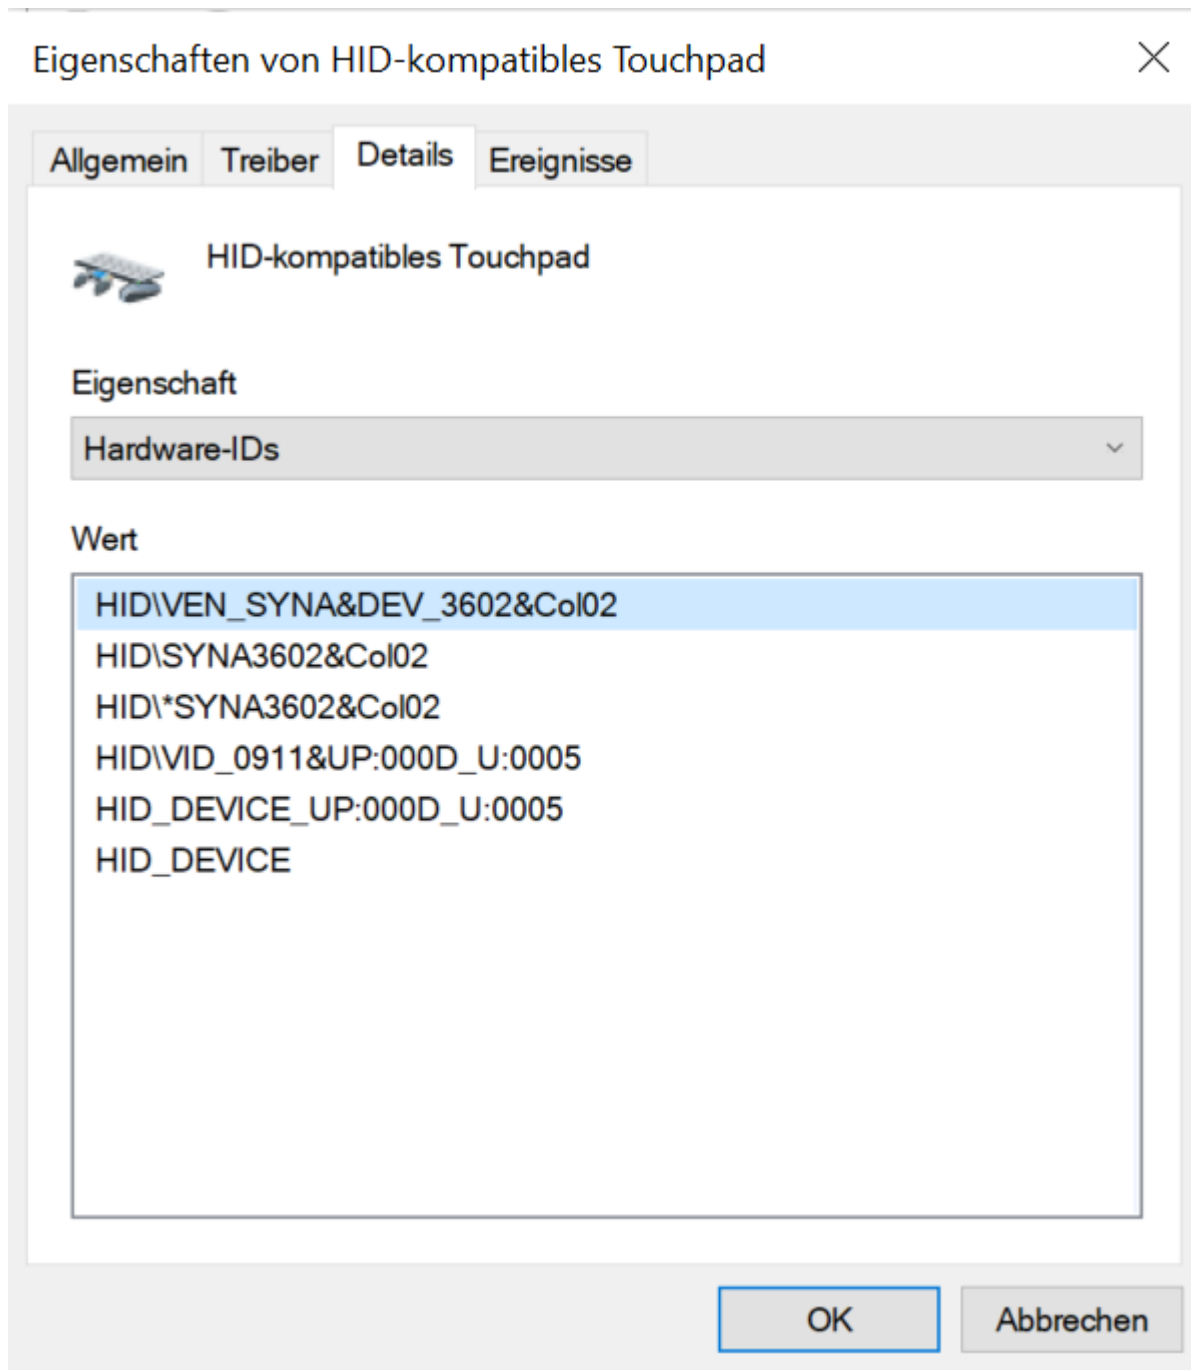 Eigenschaften von HID-kompatibles Touchpad
Allgemein Treiber Details Ereignisse
HID-kompatibles Touchpad
Eigenschaft
Hardware-IDs
Wert
HID\VEN_SYNA&DEV_3602&Col02
HID\SYNA3602&Col02
HID\*SYNA3602&Col02
HID\VID_0911&UP:000D_U:0005
HID_DEVICE_UP:000D_U:0005
HID_DEVICE
OK Abbrechen